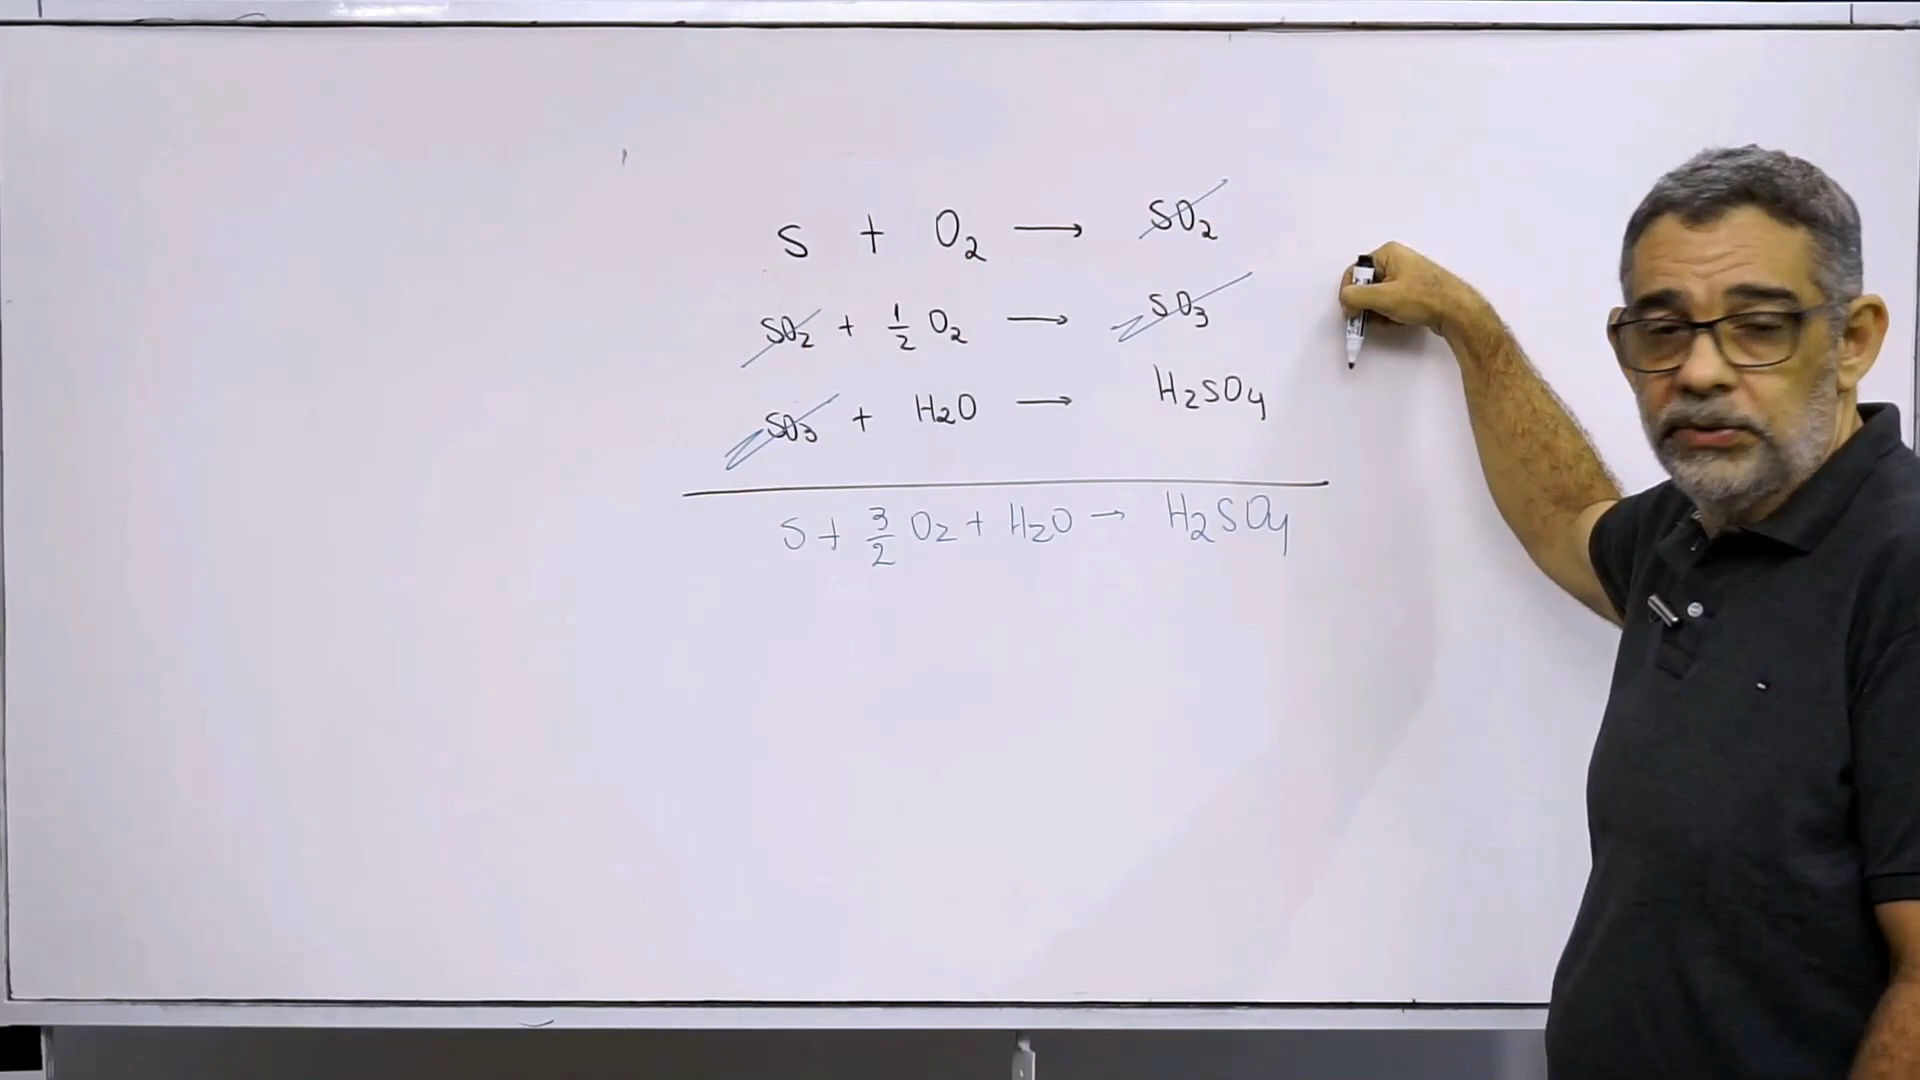 S + O₂ → SO₂
SO₂ + 1/2 O₂ → SO₃
SO₃ + H₂O → H₂SO₄
S + 3/2 O₂ + H₂O → H₂SO₄